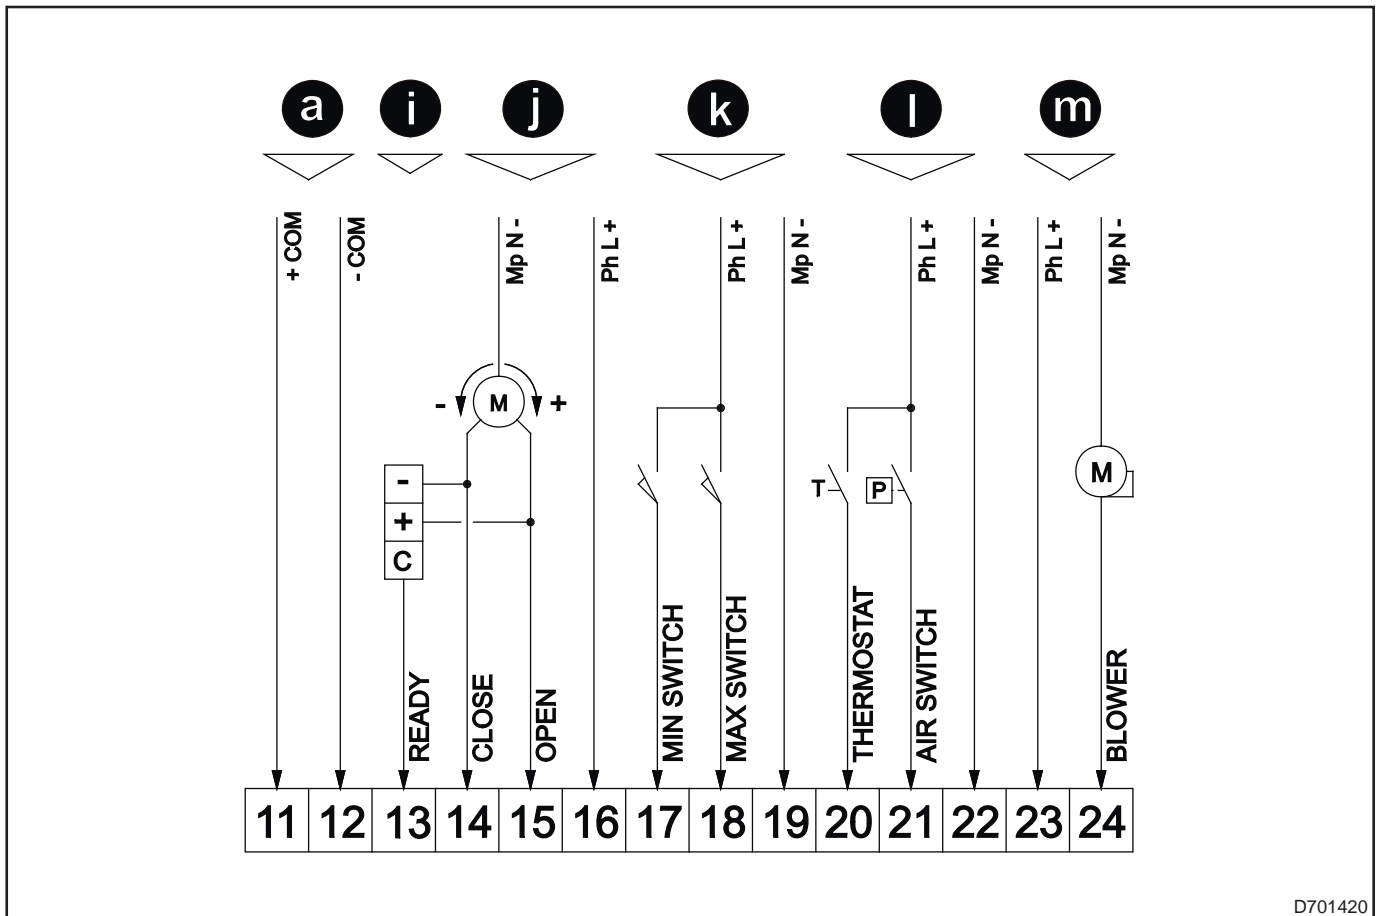 a i j k l m
+ COM
- COM
Mp N -
Ph L +
Ph L +
Mp N -
Ph L +
Mp N -
Ph L +
Mp N -
- M +
M
-
+
C
T P
READY
CLOSE
OPEN
MIN SWITCH
MAX SWITCH
THERMOSTAT
AIR SWITCH
BLOWER
11 12 13 14 15 16 17 18 19 20 21 22 23 24
D701420